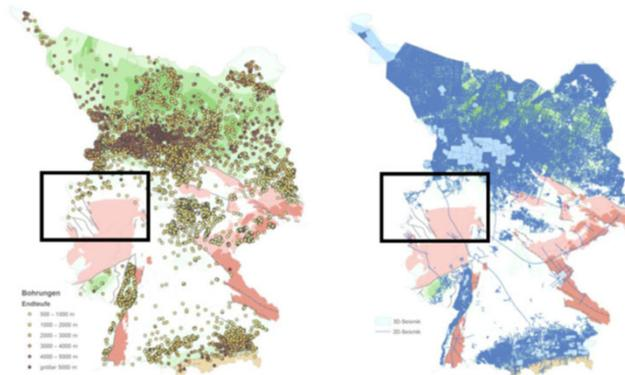 Bohrungen
Endteufe
500 – 1000 m
1000 – 2000 m
2000 – 3000 m
3000 – 4000 m
4000 – 5000 m
größer 5000 m
3D-Seismik
2D-Seismik